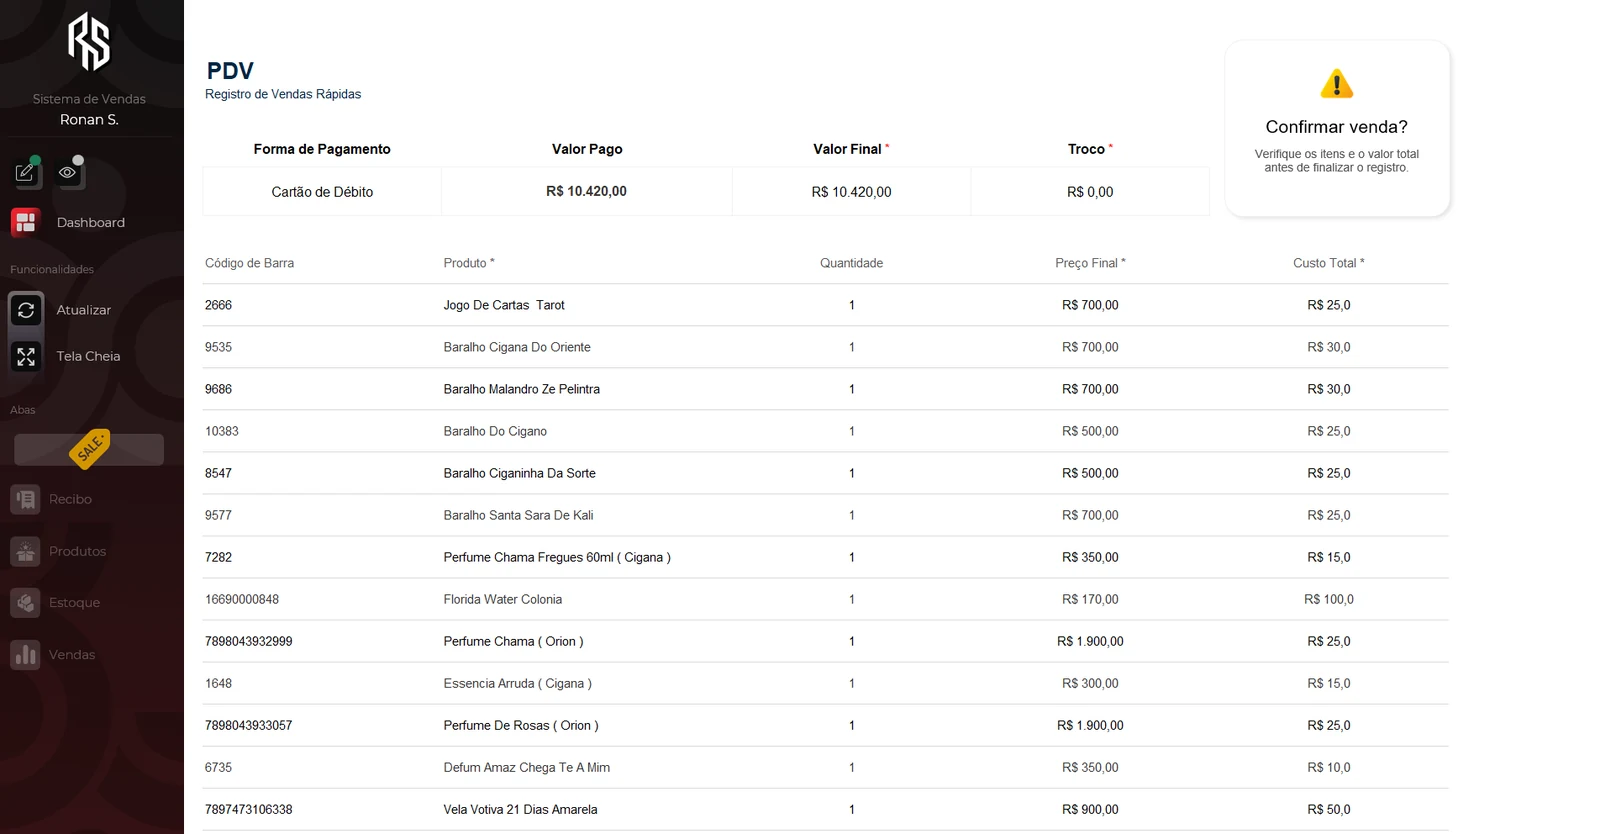 RS
Sistema de Vendas
Ronan S.
Dashboard
Funcionalidades
Atualizar
Tela Cheia
Abas
SALE
Recibo
Produtos
Estoque
Vendas
PDV
Registro de Vendas Rápidas
Forma de Pagamento Valor Pago Valor Final * Troco *
Cartão de Débito R$ 10.420,00 R$ 10.420,00 R$ 0,00
Confirmar venda?
Verifique os itens e o valor total
antes de finalizar o registro.
Código de Barra Produto * Quantidade Preço Final * Custo Total *
2666 Jogo De Cartas  Tarot 1 R$ 700,00 R$ 25,0
9535 Baralho Cigana Do Oriente 1 R$ 700,00 R$ 30,0
9686 Baralho Malandro Ze Pelintra 1 R$ 700,00 R$ 30,0
10383 Baralho Do Cigano 1 R$ 500,00 R$ 25,0
8547 Baralho Ciganinha Da Sorte 1 R$ 500,00 R$ 25,0
9577 Baralho Santa Sara De Kali 1 R$ 700,00 R$ 25,0
7282 Perfume Chama Fregues 60ml ( Cigana ) 1 R$ 350,00 R$ 15,0
16690000848 Florida Water Colonia 1 R$ 170,00 R$ 100,0
7898043932999 Perfume Chama ( Orion ) 1 R$ 1.900,00 R$ 25,0
1648 Essencia Arruda ( Cigana ) 1 R$ 300,00 R$ 15,0
7898043933057 Perfume De Rosas ( Orion ) 1 R$ 1.900,00 R$ 25,0
6735 Defum Amaz Chega Te A Mim 1 R$ 350,00 R$ 10,0
7897473106338 Vela Votiva 21 Dias Amarela 1 R$ 900,00 R$ 50,0